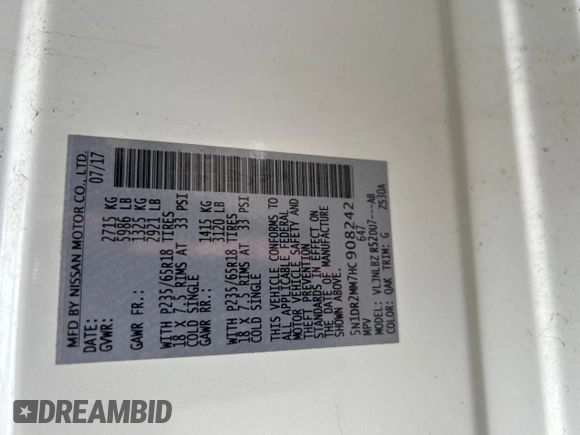 MFD BY NISSAN MOTOR CO., LTD.
DATE: 07/17
GVWR: 2715 KG
5986 LB
GAWR FR.: 1325 KG
2921 LB
WITH P235/65R18 TIRES
18 X 7.5 RIMS AT 33 PSI
COLD SINGLE
GAWR RR.: 1415 KG
3120 LB
WITH P235/65R18 TIRES
18 X 7.5 RIMS AT 33 PSI
COLD SINGLE
THIS VEHICLE CONFORMS TO
ALL APPLICABLE FEDERAL
MOTOR VEHICLE SAFETY AND
THEFT PREVENTION
STANDARDS IN EFFECT ON
THE DATE OF MANUFACTURE
SHOWN ABOVE.
5N1DR2MM7HC908242
MPV 647
MODEL: VLJNLBZ R52DU7---AB
COLOR: QAK TRIM: G ZS30A
DREAMBID